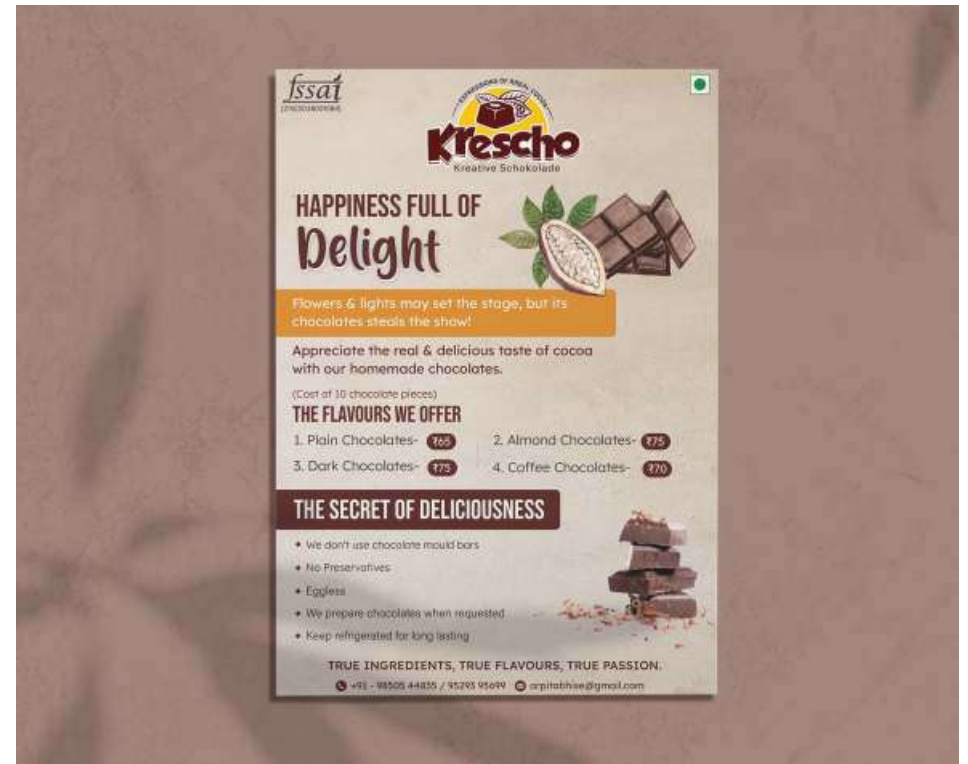 fssai
EXPRESSIONS OF RREAL FOODS
Krescho
Kreative Schokolade
HAPPINESS FULL OF
Delight
Flowers & lights may set the stage, but its
chocolates steals the show!
Appreciate the real & delicious taste of cocoa
with our homemade chocolates.
(Cost of 10 chocolate pieces)
THE FLAVOURS WE OFFER
1. Plain Chocolates- ₹65 2. Almond Chocolates- ₹75
3. Dark Chocolates- ₹75 4. Coffee Chocolates- ₹70
THE SECRET OF DELICIOUSNESS
• We don't use chocolate mould bars
• No Preservatives
• Eggless
• We prepare chocolates when requested
• Keep refrigerated for long lasting
TRUE INGREDIENTS, TRUE FLAVOURS, TRUE PASSION.
+91 - 98505 44835 / 95293 95699 arpitabhise@gmail.com